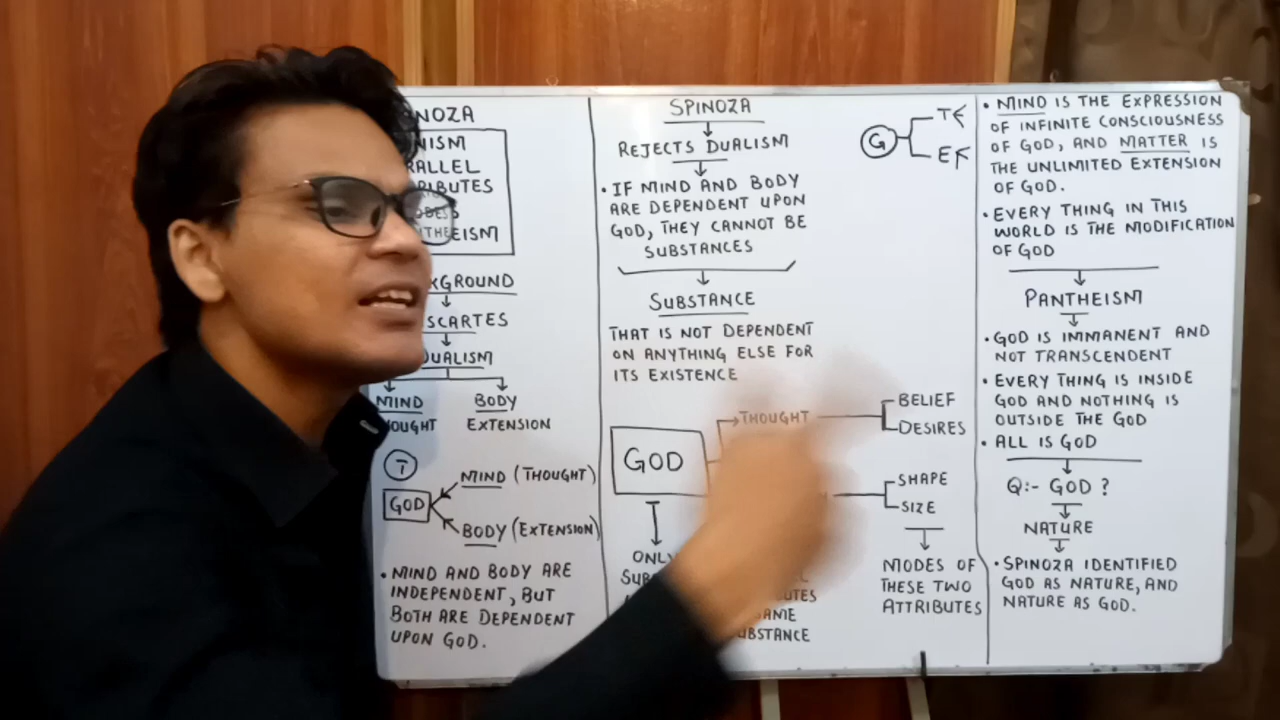 NOZA
NISM
RALLEL
RIBUTES
EISM
KGROUND
SCARTES
DUALISM
MIND
BODY
OUGHT
EXTENSION
T
GOD
MIND (THOUGHT)
BODY (EXTENSION)
• MIND AND BODY ARE
INDEPENDENT, BUT
BOTH ARE DEPENDENT
UPON GOD.
SPINOZA
REJECTS DUALISM
• IF MIND AND BODY
ARE DEPENDENT UPON
GOD, THEY CANNOT BE
SUBSTANCES
SUBSTANCE
THAT IS NOT DEPENDENT
ON ANYTHING ELSE FOR
ITS EXISTENCE
GOD
THOUGHT
BELIEF
DESIRES
SHAPE
SIZE
ONLY
SUB
UTES
SAME
UBSTANCE
MODES OF
THESE TWO
ATTRIBUTES
G
TE
EF
• MIND IS THE EXPRESSION
OF INFINITE CONSCIOUSNESS
OF GOD, AND MATTER IS
THE UNLIMITED EXTENSION
OF GOD.
• EVERY THING IN THIS
WORLD IS THE MODIFICATION
OF GOD
PANTHEISM
• GOD IS IMMANENT AND
NOT TRANSCENDENT
• EVERY THING IS INSIDE
GOD AND NOTHING IS
OUTSIDE THE GOD
• ALL IS GOD
Q:- GOD ?
NATURE
• SPINOZA IDENTIFIED
GOD AS NATURE, AND
NATURE AS GOD.